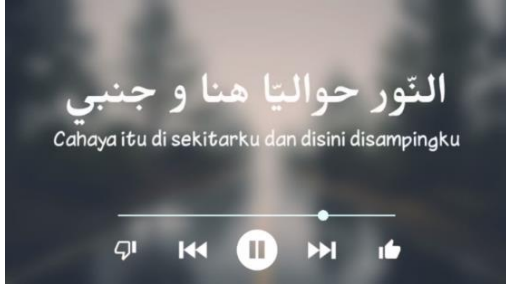 النّور حواليّا هنا و جنبي
Cahaya itu di sekitarku dan disini disampingku